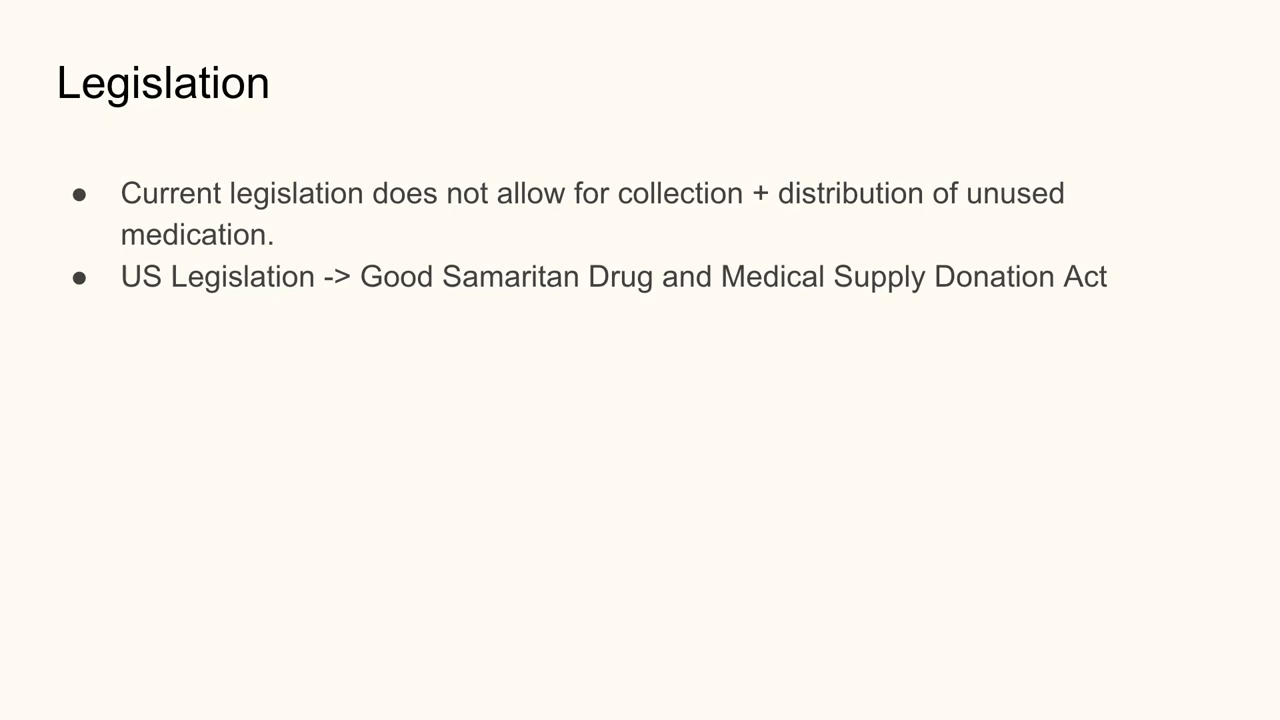 Legislation
● Current legislation does not allow for collection + distribution of unused
medication.
● US Legislation -> Good Samaritan Drug and Medical Supply Donation Act